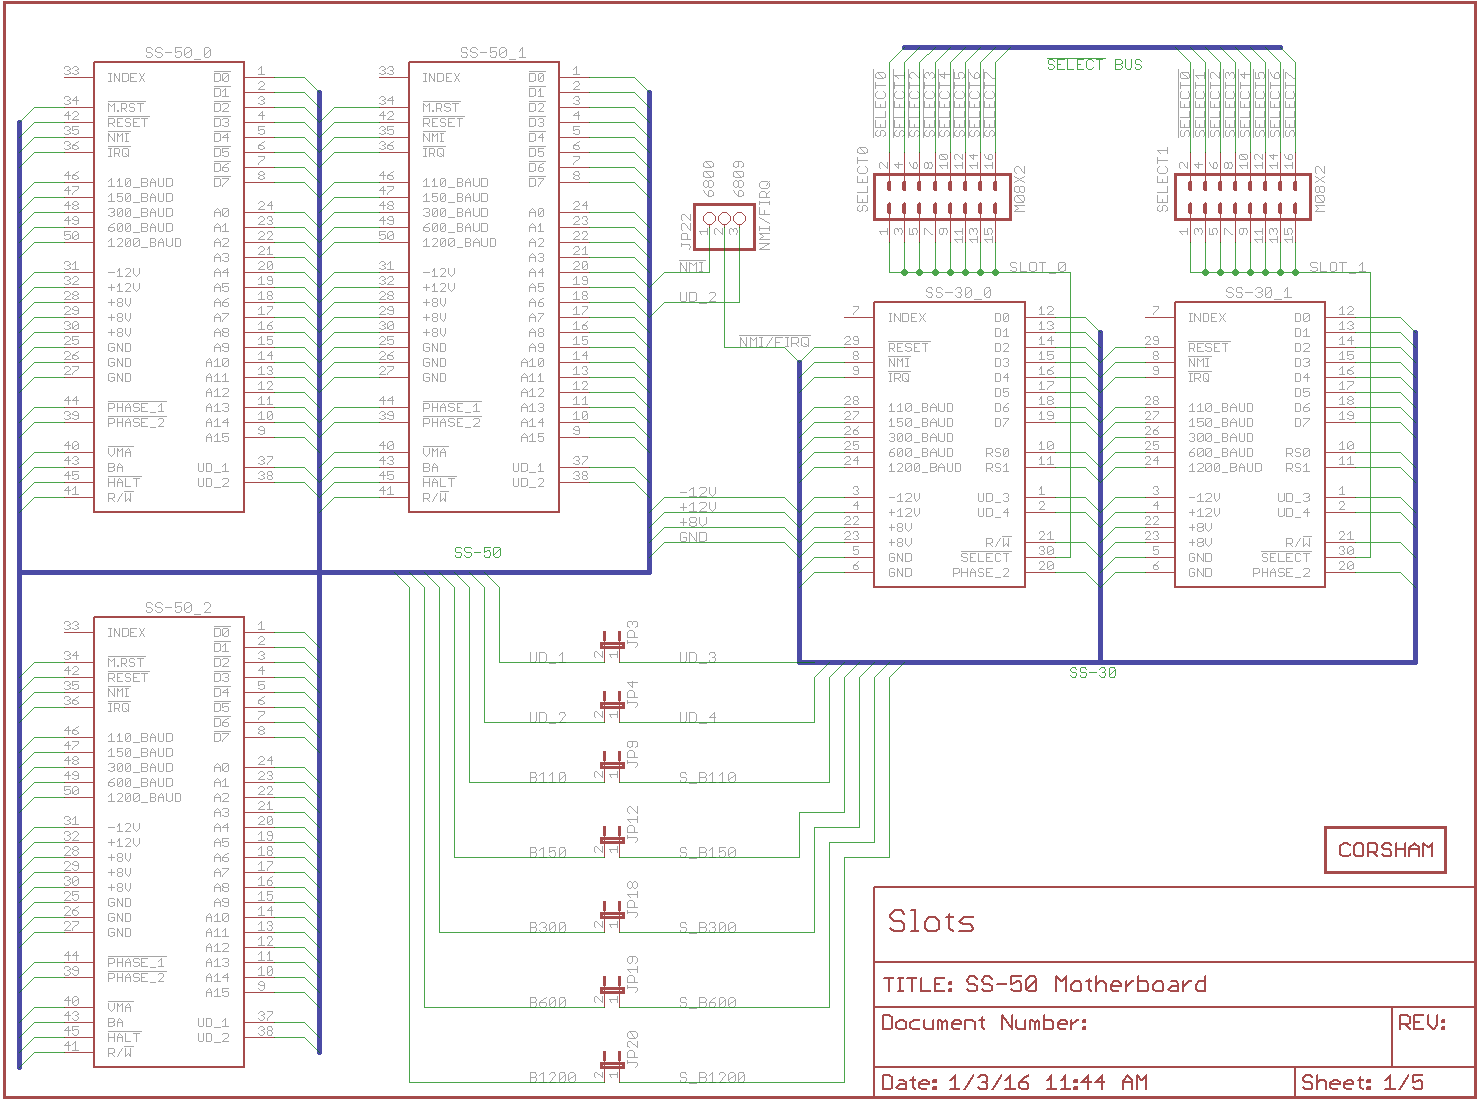 SS-50_0
33 INDEX D0 1
D1 2
34 M.RST D2 3
42 RESET D3 4
35 NMI D4 5
36 IRQ D5 6
D6 7
46 110_BAUD D7 8
47 150_BAUD
48 300_BAUD A0 24
49 600_BAUD A1 23
50 1200_BAUD A2 22
A3 21
31 -12V A4 20
32 +12V A5 19
28 +8V A6 18
29 +8V A7 17
30 +8V A8 16
25 GND A9 15
26 GND A10 14
27 GND A11 13
A12 12
44 PHASE_1 A13 11
39 PHASE_2 A14 10
A15 9
40 VMA
43 BA UD_1 37
45 HALT UD_2 38
41 R/W
SS-50_1
33 INDEX D0 1
D1 2
34 M.RST D2 3
42 RESET D3 4
35 NMI D4 5
36 IRQ D5 6
D6 7
46 110_BAUD D7 8
47 150_BAUD
48 300_BAUD A0 24
49 600_BAUD A1 23
50 1200_BAUD A2 22
A3 21
31 -12V A4 20
32 +12V A5 19
28 +8V A6 18
29 +8V A7 17
30 +8V A8 16
25 GND A9 15
26 GND A10 14
27 GND A11 13
A12 12
44 PHASE_1 A13 11
39 PHASE_2 A14 10
A15 9
40 VMA
43 BA UD_1 37
45 HALT UD_2 38
41 R/W
SS-50
6800 6809
JP22
1 2 3
NMI/FIRQ
NMI
UD_2
NMI/FIRQ
-12V
+12V
+8V
GND
SELECT BUS
SELECT0 SELECT1 SELECT2 SELECT3 SELECT4 SELECT5 SELECT6 SELECT7
2 4 6 8 10 12 14 16
SELECT0
M08X2
1 3 5 7 9 11 13 15
SLOT_0
SELECT0 SELECT1 SELECT2 SELECT3 SELECT4 SELECT5 SELECT6 SELECT7
2 4 6 8 10 12 14 16
SELECT1
M08X2
1 3 5 7 9 11 13 15
SLOT_1
SS-30_0
7 INDEX D0 12
D1 13
29 RESET D2 14
8 NMI D3 15
9 IRQ D4 16
D5 17
28 110_BAUD D6 18
27 150_BAUD D7 19
26 300_BAUD
25 600_BAUD RS0 10
24 1200_BAUD RS1 11
3 -12V UD_3 1
4 +12V UD_4 2
22 +8V
23 +8V R/W 21
5 GND SELECT 30
6 GND PHASE_2 20
SS-30_1
7 INDEX D0 12
D1 13
29 RESET D2 14
8 NMI D3 15
9 IRQ D4 16
D5 17
28 110_BAUD D6 18
27 150_BAUD D7 19
26 300_BAUD
25 600_BAUD RS0 10
24 1200_BAUD RS1 11
3 -12V UD_3 1
4 +12V UD_4 2
22 +8V
23 +8V R/W 21
5 GND SELECT 30
6 GND PHASE_2 20
SS-30
SS-50_2
33 INDEX D0 1
D1 2
34 M.RST D2 3
42 RESET D3 4
35 NMI D4 5
36 IRQ D5 6
D6 7
46 110_BAUD D7 8
47 150_BAUD
48 300_BAUD A0 24
49 600_BAUD A1 23
50 1200_BAUD A2 22
A3 21
31 -12V A4 20
32 +12V A5 19
28 +8V A6 18
29 +8V A7 17
30 +8V A8 16
25 GND A9 15
26 GND A10 14
27 GND A11 13
A12 12
44 PHASE_1 A13 11
39 PHASE_2 A14 10
A15 9
40 VMA
43 BA UD_1 37
45 HALT UD_2 38
41 R/W
JP3
UD_1 2 1 UD_3
JP4
UD_2 2 1 UD_4
JP9
B110 2 1 S_B110
JP12
B150 2 1 S_B150
JP18
B300 2 1 S_B300
JP19
B600 2 1 S_B600
JP20
B1200 2 1 S_B1200
CORSHAM
Slots
TITLE: SS-50 Motherboard
Document Number:
REV:
Date: 1/3/16 11:44 AM
Sheet: 1/5